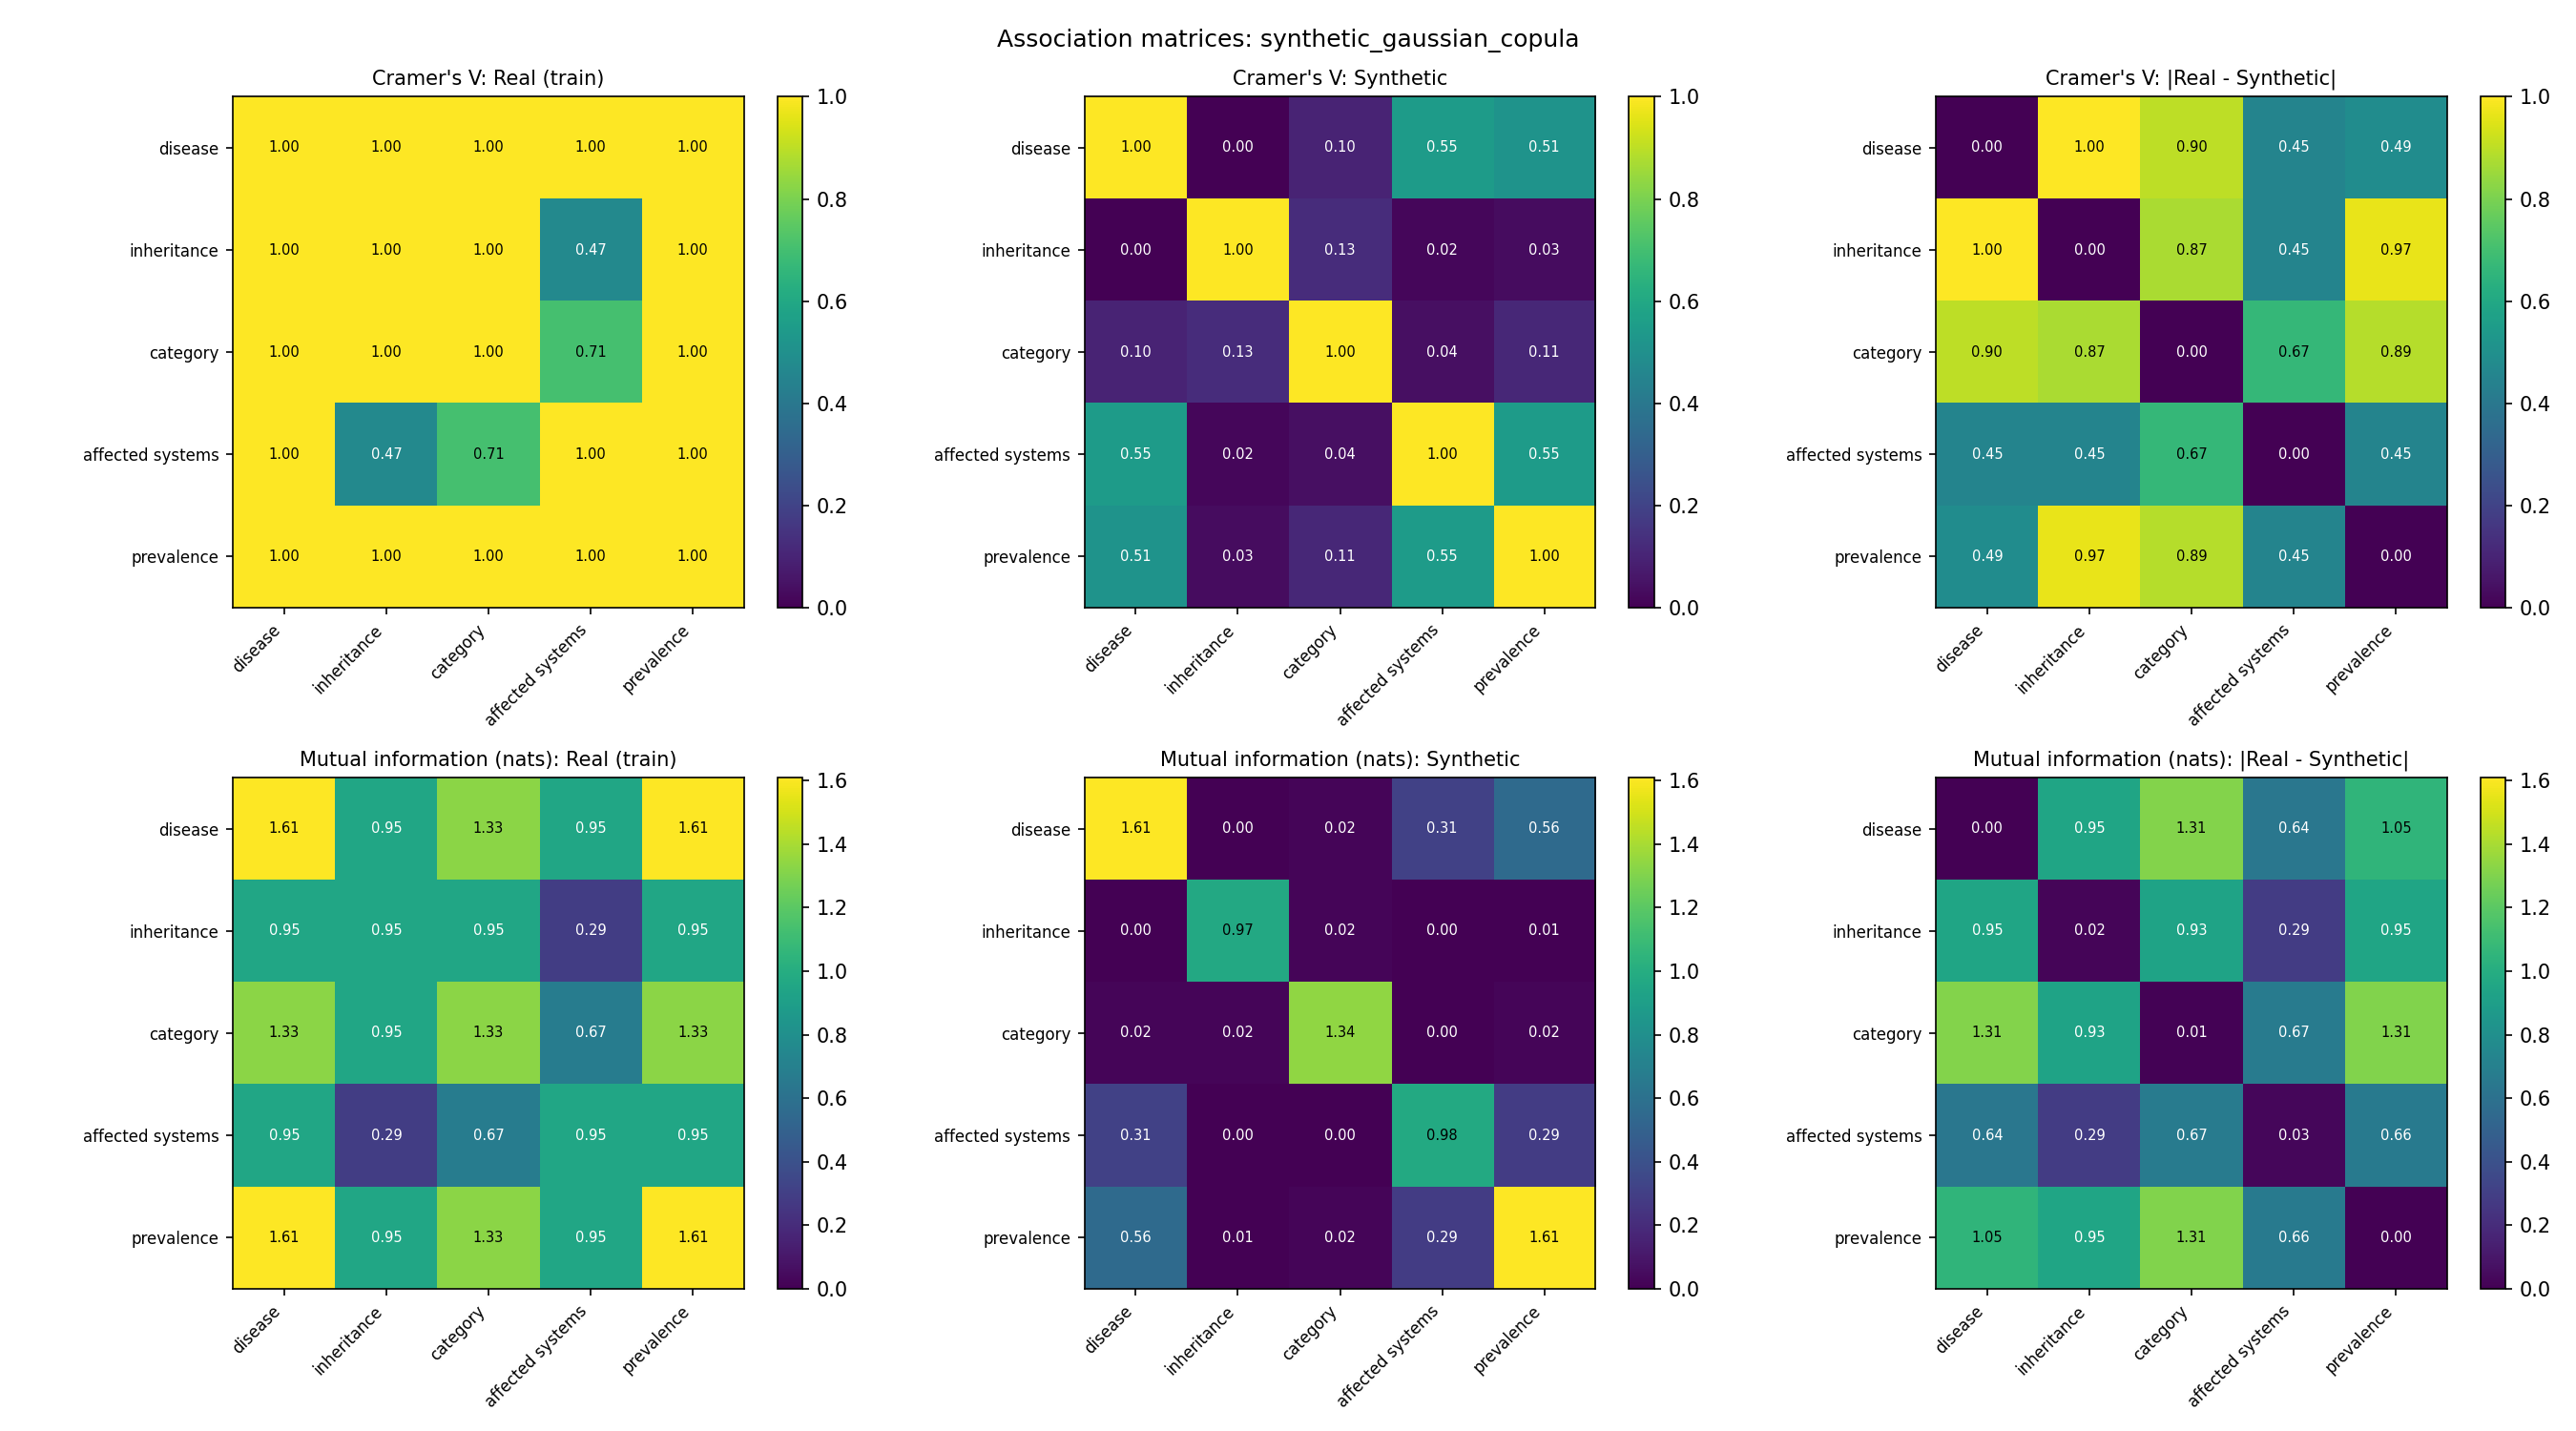 Association matrices: synthetic_gaussian_copula
Cramer's V: Real (train)
1.0
disease 1.00 1.00 1.00 1.00 1.00
0.8
inheritance 1.00 1.00 1.00 0.47 1.00
0.6
category 1.00 1.00 1.00 0.71 1.00
0.4
affected systems 1.00 0.47 0.71 1.00 1.00
0.2
prevalence 1.00 1.00 1.00 1.00 1.00
0.0
disease inheritance category affected systems prevalence
Cramer's V: Synthetic
1.0
disease 1.00 0.00 0.10 0.55 0.51
0.8
inheritance 0.00 1.00 0.13 0.02 0.03
0.6
category 0.10 0.13 1.00 0.04 0.11
0.4
affected systems 0.55 0.02 0.04 1.00 0.55
0.2
prevalence 0.51 0.03 0.11 0.55 1.00
0.0
disease inheritance category affected systems prevalence
Cramer's V: |Real - Synthetic|
1.0
disease 0.00 1.00 0.90 0.45 0.49
0.8
inheritance 1.00 0.00 0.87 0.45 0.97
0.6
category 0.90 0.87 0.00 0.67 0.89
0.4
affected systems 0.45 0.45 0.67 0.00 0.45
0.2
prevalence 0.49 0.97 0.89 0.45 0.00
0.0
disease inheritance category affected systems prevalence
Mutual information (nats): Real (train)
1.6
disease 1.61 0.95 1.33 0.95 1.61
1.4
1.2
inheritance 0.95 0.95 0.95 0.29 0.95
1.0
category 1.33 0.95 1.33 0.67 1.33
0.8
0.6
affected systems 0.95 0.29 0.67 0.95 0.95
0.4
0.2
prevalence 1.61 0.95 1.33 0.95 1.61
0.0
disease inheritance category affected systems prevalence
Mutual information (nats): Synthetic
1.6
disease 1.61 0.00 0.02 0.31 0.56
1.4
1.2
inheritance 0.00 0.97 0.02 0.00 0.01
1.0
category 0.02 0.02 1.34 0.00 0.02
0.8
0.6
affected systems 0.31 0.00 0.00 0.98 0.29
0.4
0.2
prevalence 0.56 0.01 0.02 0.29 1.61
0.0
disease inheritance category affected systems prevalence
Mutual information (nats): |Real - Synthetic|
1.6
disease 0.00 0.95 1.31 0.64 1.05
1.4
1.2
inheritance 0.95 0.02 0.93 0.29 0.95
1.0
category 1.31 0.93 0.01 0.67 1.31
0.8
0.6
affected systems 0.64 0.29 0.67 0.03 0.66
0.4
0.2
prevalence 1.05 0.95 1.31 0.66 0.00
0.0
disease inheritance category affected systems prevalence